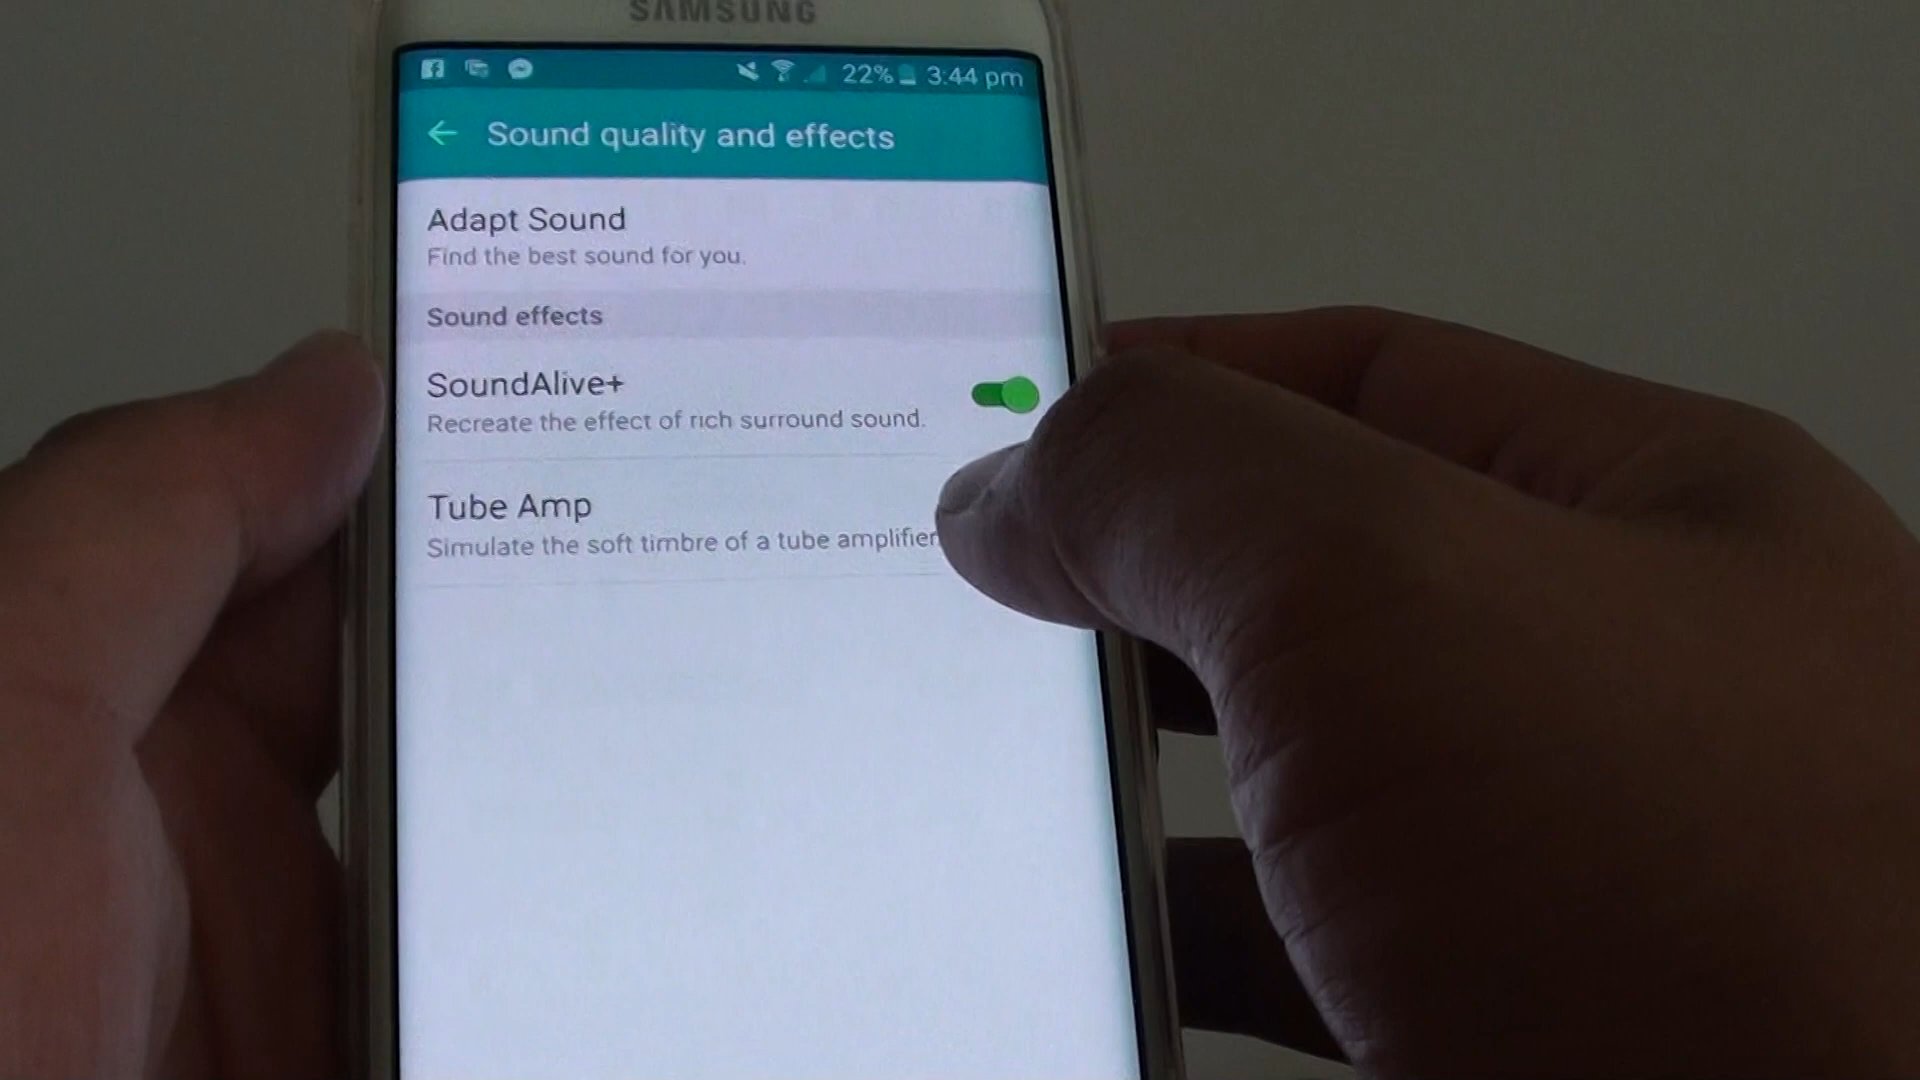 SAMSUNG
22% 3:44 pm
Sound quality and effects
Adapt Sound
Find the best sound for you.
Sound effects
SoundAlive+
Recreate the effect of rich surround sound.
Tube Amp
Simulate the soft timbre of a tube amplifier